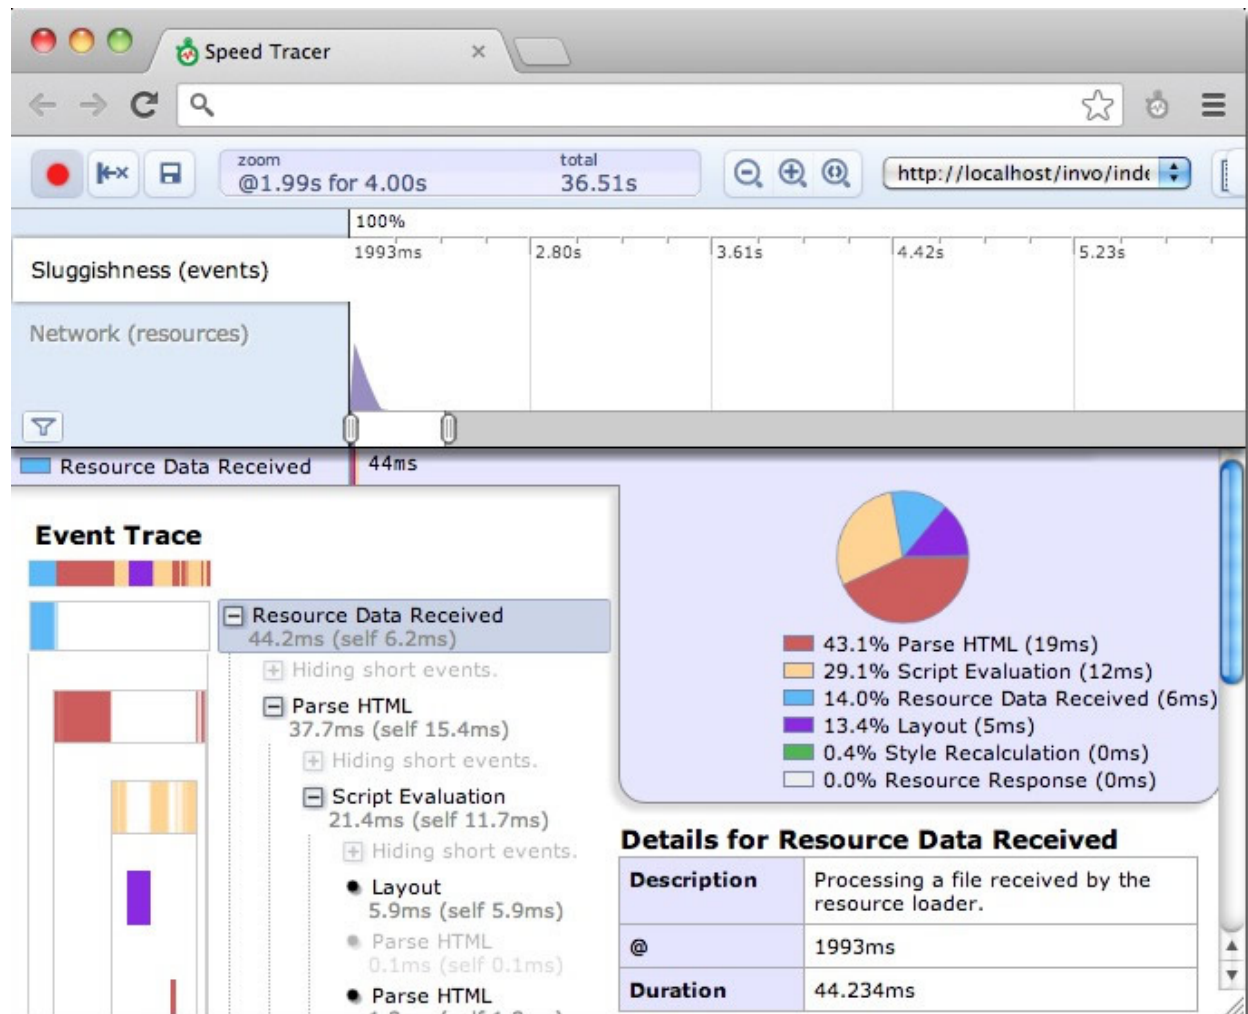 Speed Tracer
zoom
@1.99s for 4.00s
total
36.51s
http://localhost/invo/inde
100%
Sluggishness (events)
1993ms
2.80s
3.61s
4.42s
5.23s
Network (resources)
Resource Data Received
44ms
Event Trace
Resource Data Received
44.2ms (self 6.2ms)
Hiding short events.
Parse HTML
37.7ms (self 15.4ms)
Hiding short events.
Script Evaluation
21.4ms (self 11.7ms)
Hiding short events.
Layout
5.9ms (self 5.9ms)
Parse HTML
0.1ms (self 0.1ms)
Parse HTML
43.1% Parse HTML (19ms)
29.1% Script Evaluation (12ms)
14.0% Resource Data Received (6ms)
13.4% Layout (5ms)
0.4% Style Recalculation (0ms)
0.0% Resource Response (0ms)
Details for Resource Data Received
Description
Processing a file received by the
resource loader.
@
1993ms
Duration
44.234ms